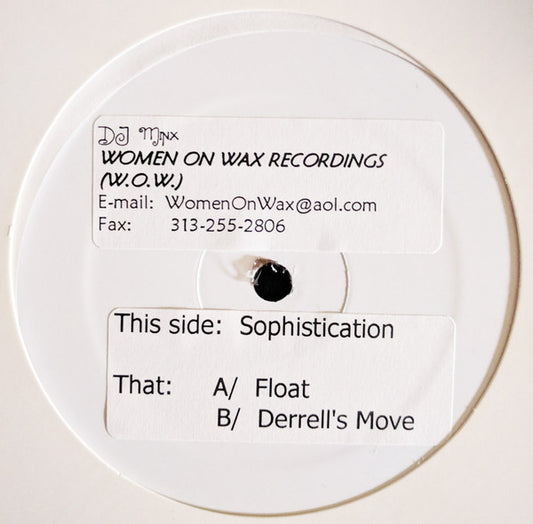 DJ Minx
WOMEN ON WAX RECORDINGS
(W.O.W.)
E-mail: WomenOnWax@aol.com
Fax: 313-255-2806
This side: Sophistication
That: A/ Float
B/ Derrell's Move